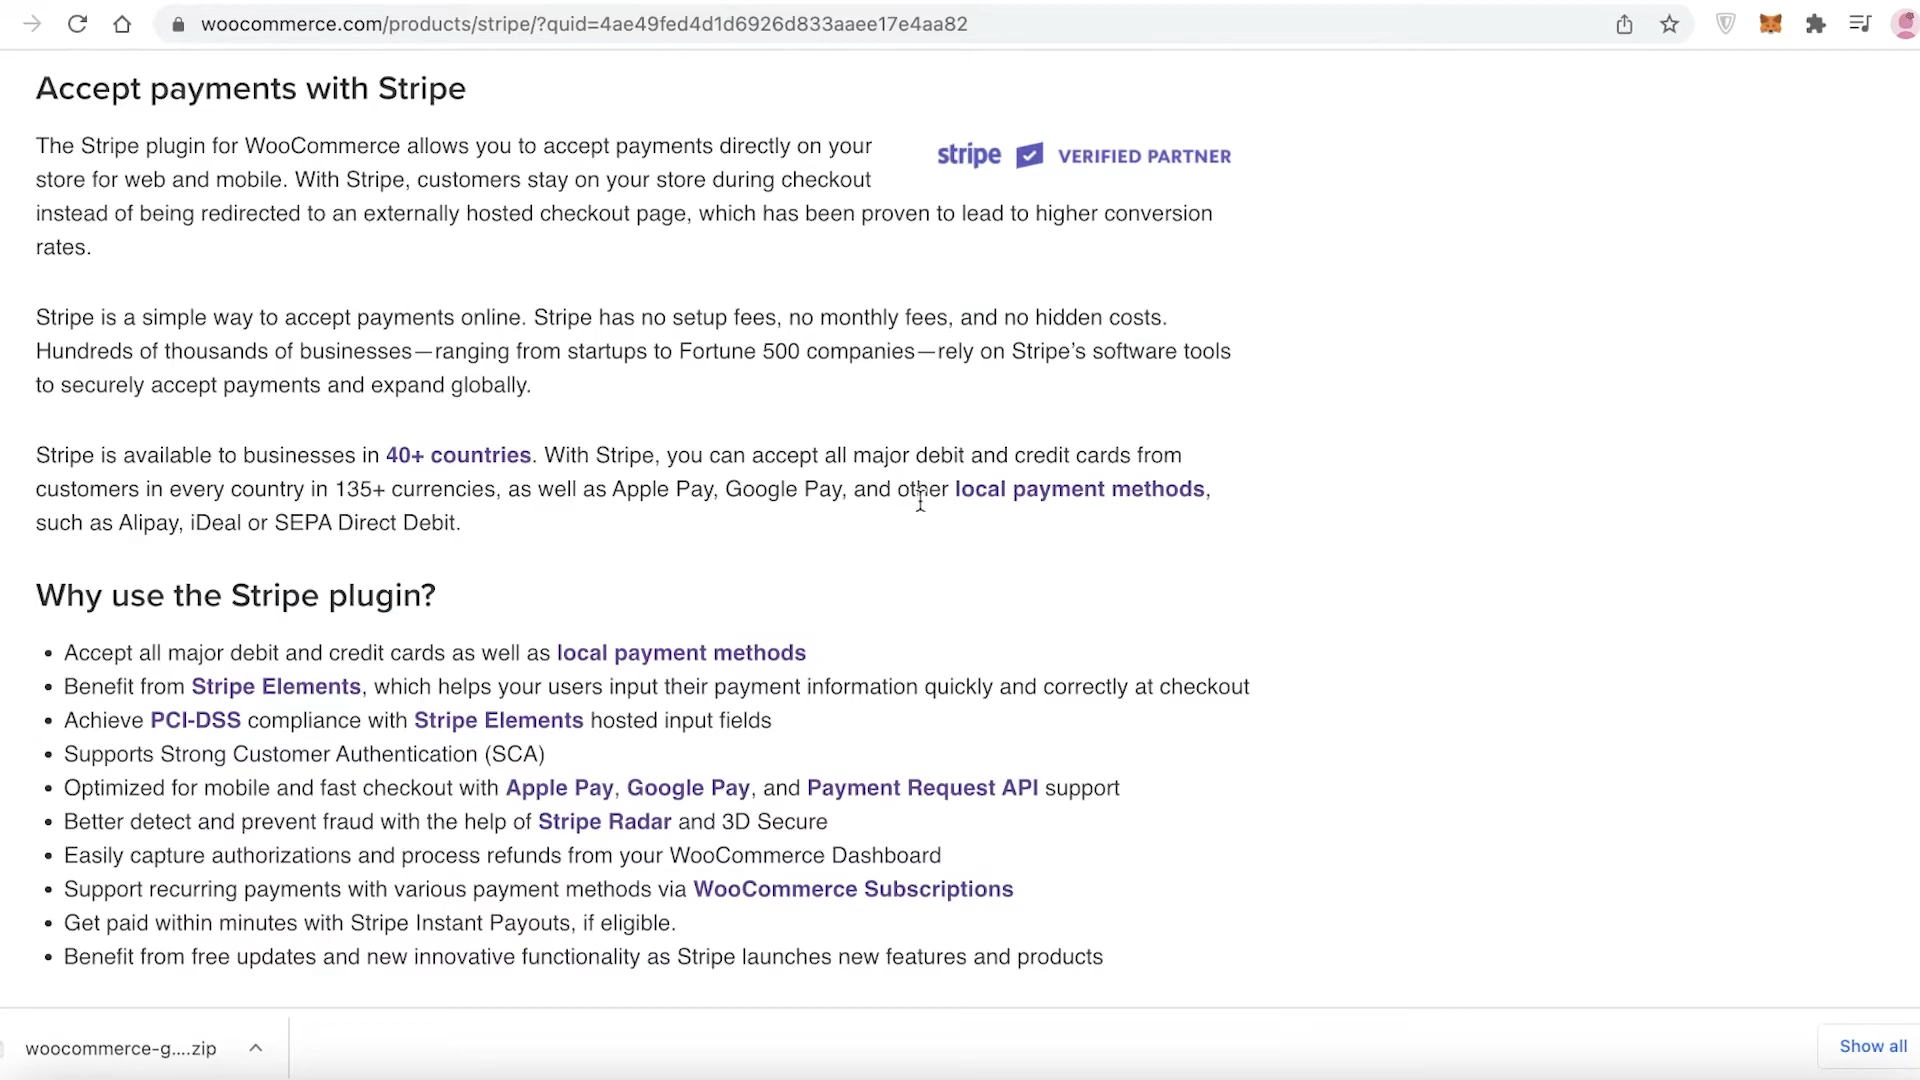 woocommerce.com/products/stripe/?quid=4ae49fed4d1d6926d833aaee17e4aa82
Accept payments with Stripe
The Stripe plugin for WooCommerce allows you to accept payments directly on your
store for web and mobile. With Stripe, customers stay on your store during checkout
instead of being redirected to an externally hosted checkout page, which has been proven to lead to higher conversion
rates.
stripe VERIFIED PARTNER
Stripe is a simple way to accept payments online. Stripe has no setup fees, no monthly fees, and no hidden costs.
Hundreds of thousands of businesses—ranging from startups to Fortune 500 companies—rely on Stripe’s software tools
to securely accept payments and expand globally.
Stripe is available to businesses in 40+ countries. With Stripe, you can accept all major debit and credit cards from
customers in every country in 135+ currencies, as well as Apple Pay, Google Pay, and other local payment methods,
such as Alipay, iDeal or SEPA Direct Debit.
Why use the Stripe plugin?
• Accept all major debit and credit cards as well as local payment methods
• Benefit from Stripe Elements, which helps your users input their payment information quickly and correctly at checkout
• Achieve PCI-DSS compliance with Stripe Elements hosted input fields
• Supports Strong Customer Authentication (SCA)
• Optimized for mobile and fast checkout with Apple Pay, Google Pay, and Payment Request API support
• Better detect and prevent fraud with the help of Stripe Radar and 3D Secure
• Easily capture authorizations and process refunds from your WooCommerce Dashboard
• Support recurring payments with various payment methods via WooCommerce Subscriptions
• Get paid within minutes with Stripe Instant Payouts, if eligible.
• Benefit from free updates and new innovative functionality as Stripe launches new features and products
woocommerce-g....zip
Show all